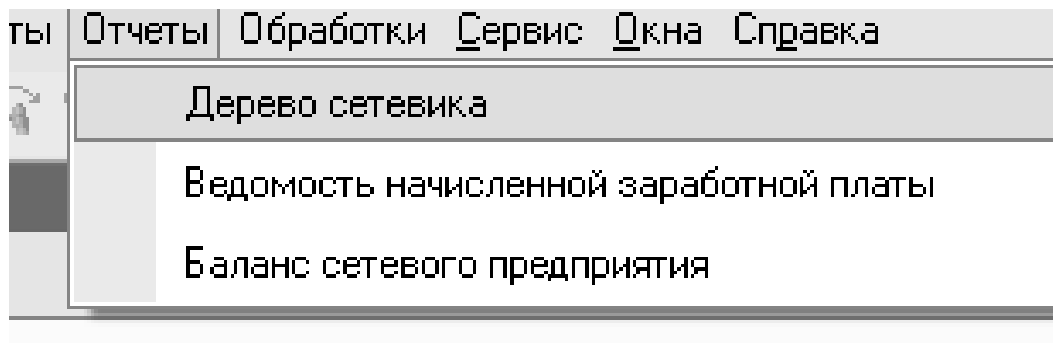 ты Отчеты Обработки Сервис Окна Справка
Дерево сетевика
Ведомость начисленной заработной платы
Баланс сетевого предприятия